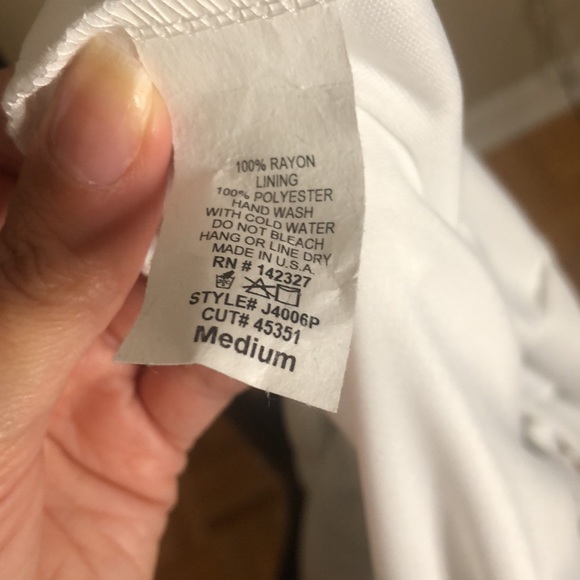 100% RAYON
LINING
100% POLYESTER
HAND WASH
WITH COLD WATER
DO NOT BLEACH
HANG OR LINE DRY
MADE IN U.S.A.
RN # 142327
STYLE# J4006P
CUT# 45351
Medium